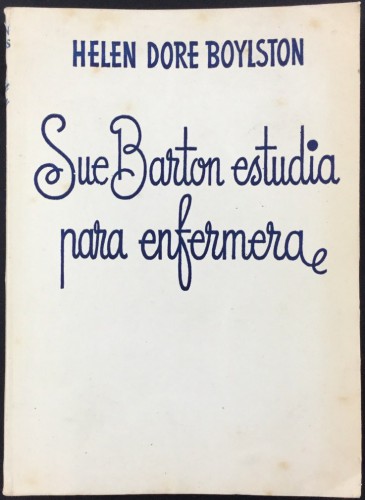 HELEN DORE BOYLSTON
Sue Barton estudia
para enfermera